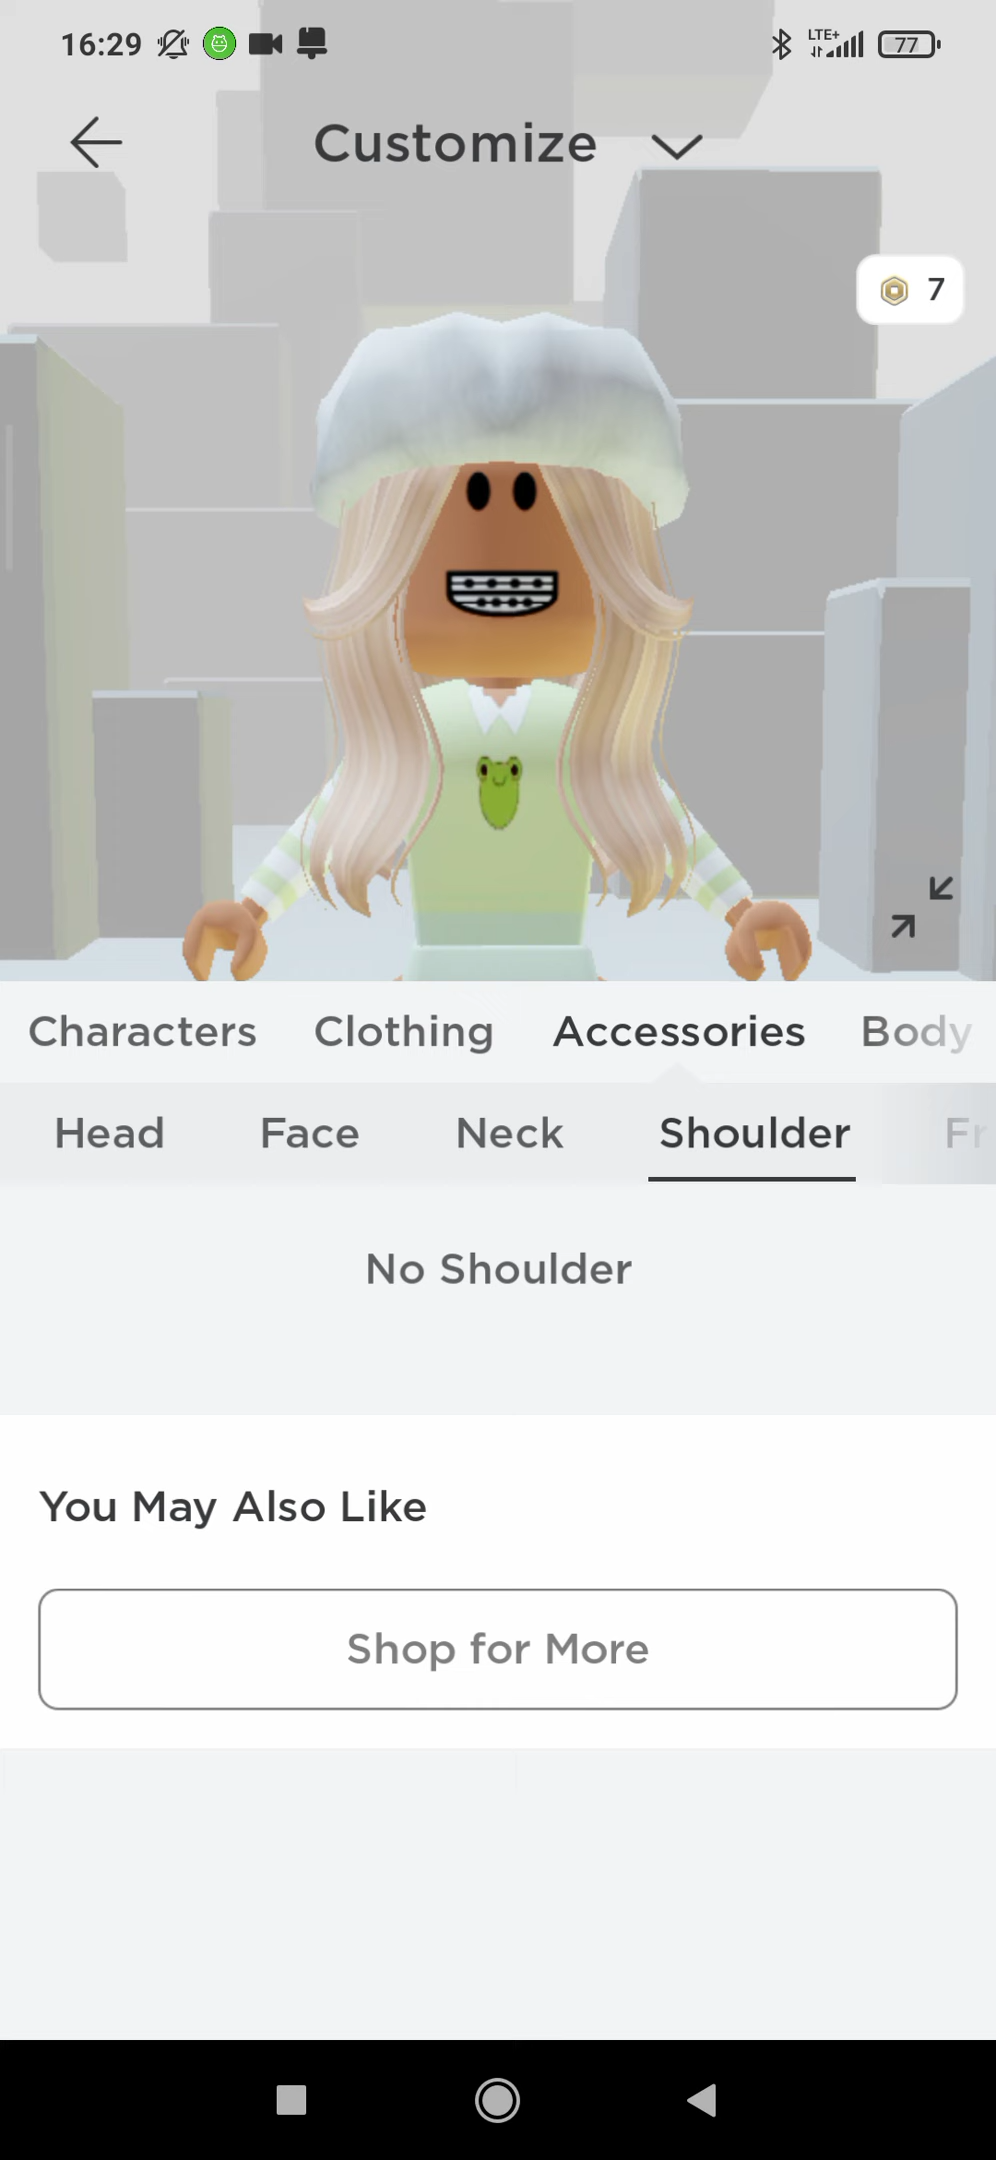 16:29
LTE+
77
Customize
7
Characters Clothing Accessories Body
Head Face Neck Shoulder Fr
No Shoulder
You May Also Like
Shop for More